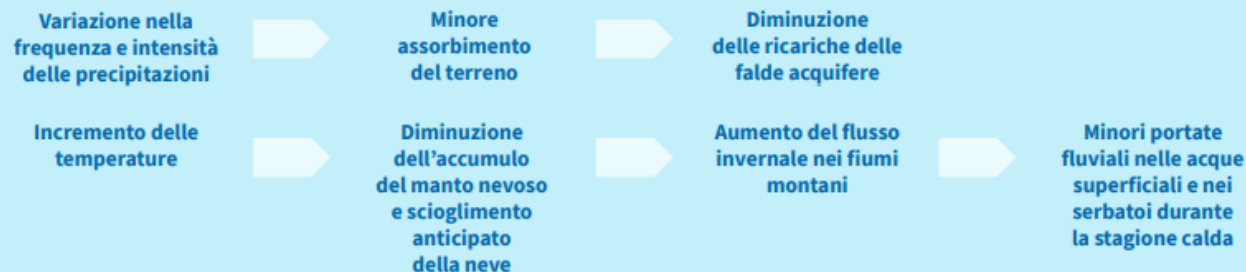 Variazione nella
frequenza e intensità
delle precipitazioni
Minore
assorbimento
del terreno
Diminuzione
delle ricariche delle
falde acquifere
Incremento delle
temperature
Diminuzione
dell’accumulo
del manto nevoso
e scioglimento
anticipato
della neve
Aumento del flusso
invernale nei fiumi
montani
Minori portate
fluviali nelle acque
superficiali e nei
serbatoi durante
la stagione calda